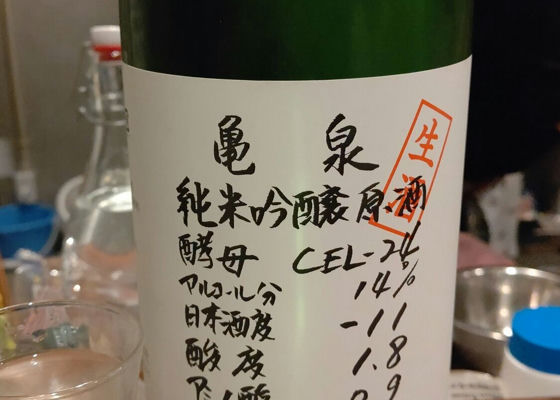 亀泉
生酒
純米吟醸原酒
酵母 CEL-24
アルコール分 14%
日本酒度 -11
酸度 1.8